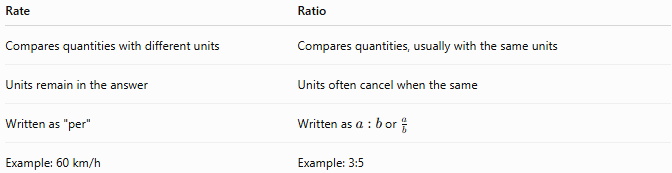 Rate Ratio
Compares quantities with different units Compares quantities, usually with the same units
Units remain in the answer Units often cancel when the same
Written as "per" Written as a : b or a/b
Example: 60 km/h Example: 3:5